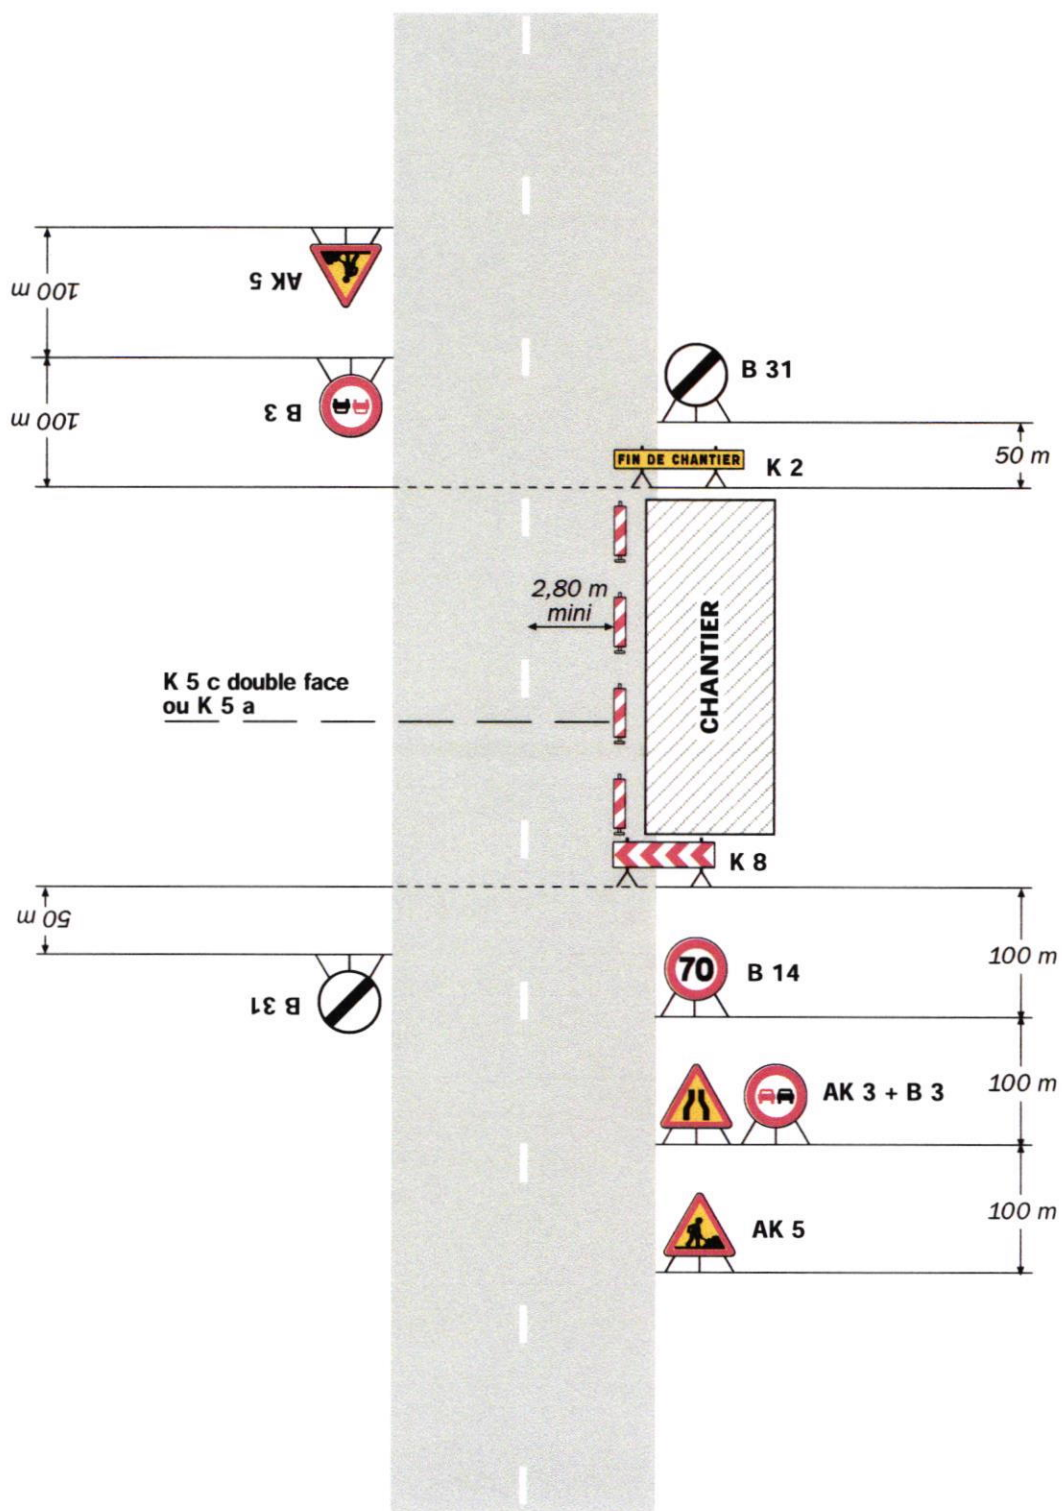 AK 5
100 m
B 31
B 3
100 m
FIN DE CHANTIER
K 2
50 m
2,80 m
mini
CHANTIER
K 5 c double face
ou K 5 a
K 8
50 m
B 31
70
B 14
100 m
AK 3 + B 3
100 m
AK 5
100 m